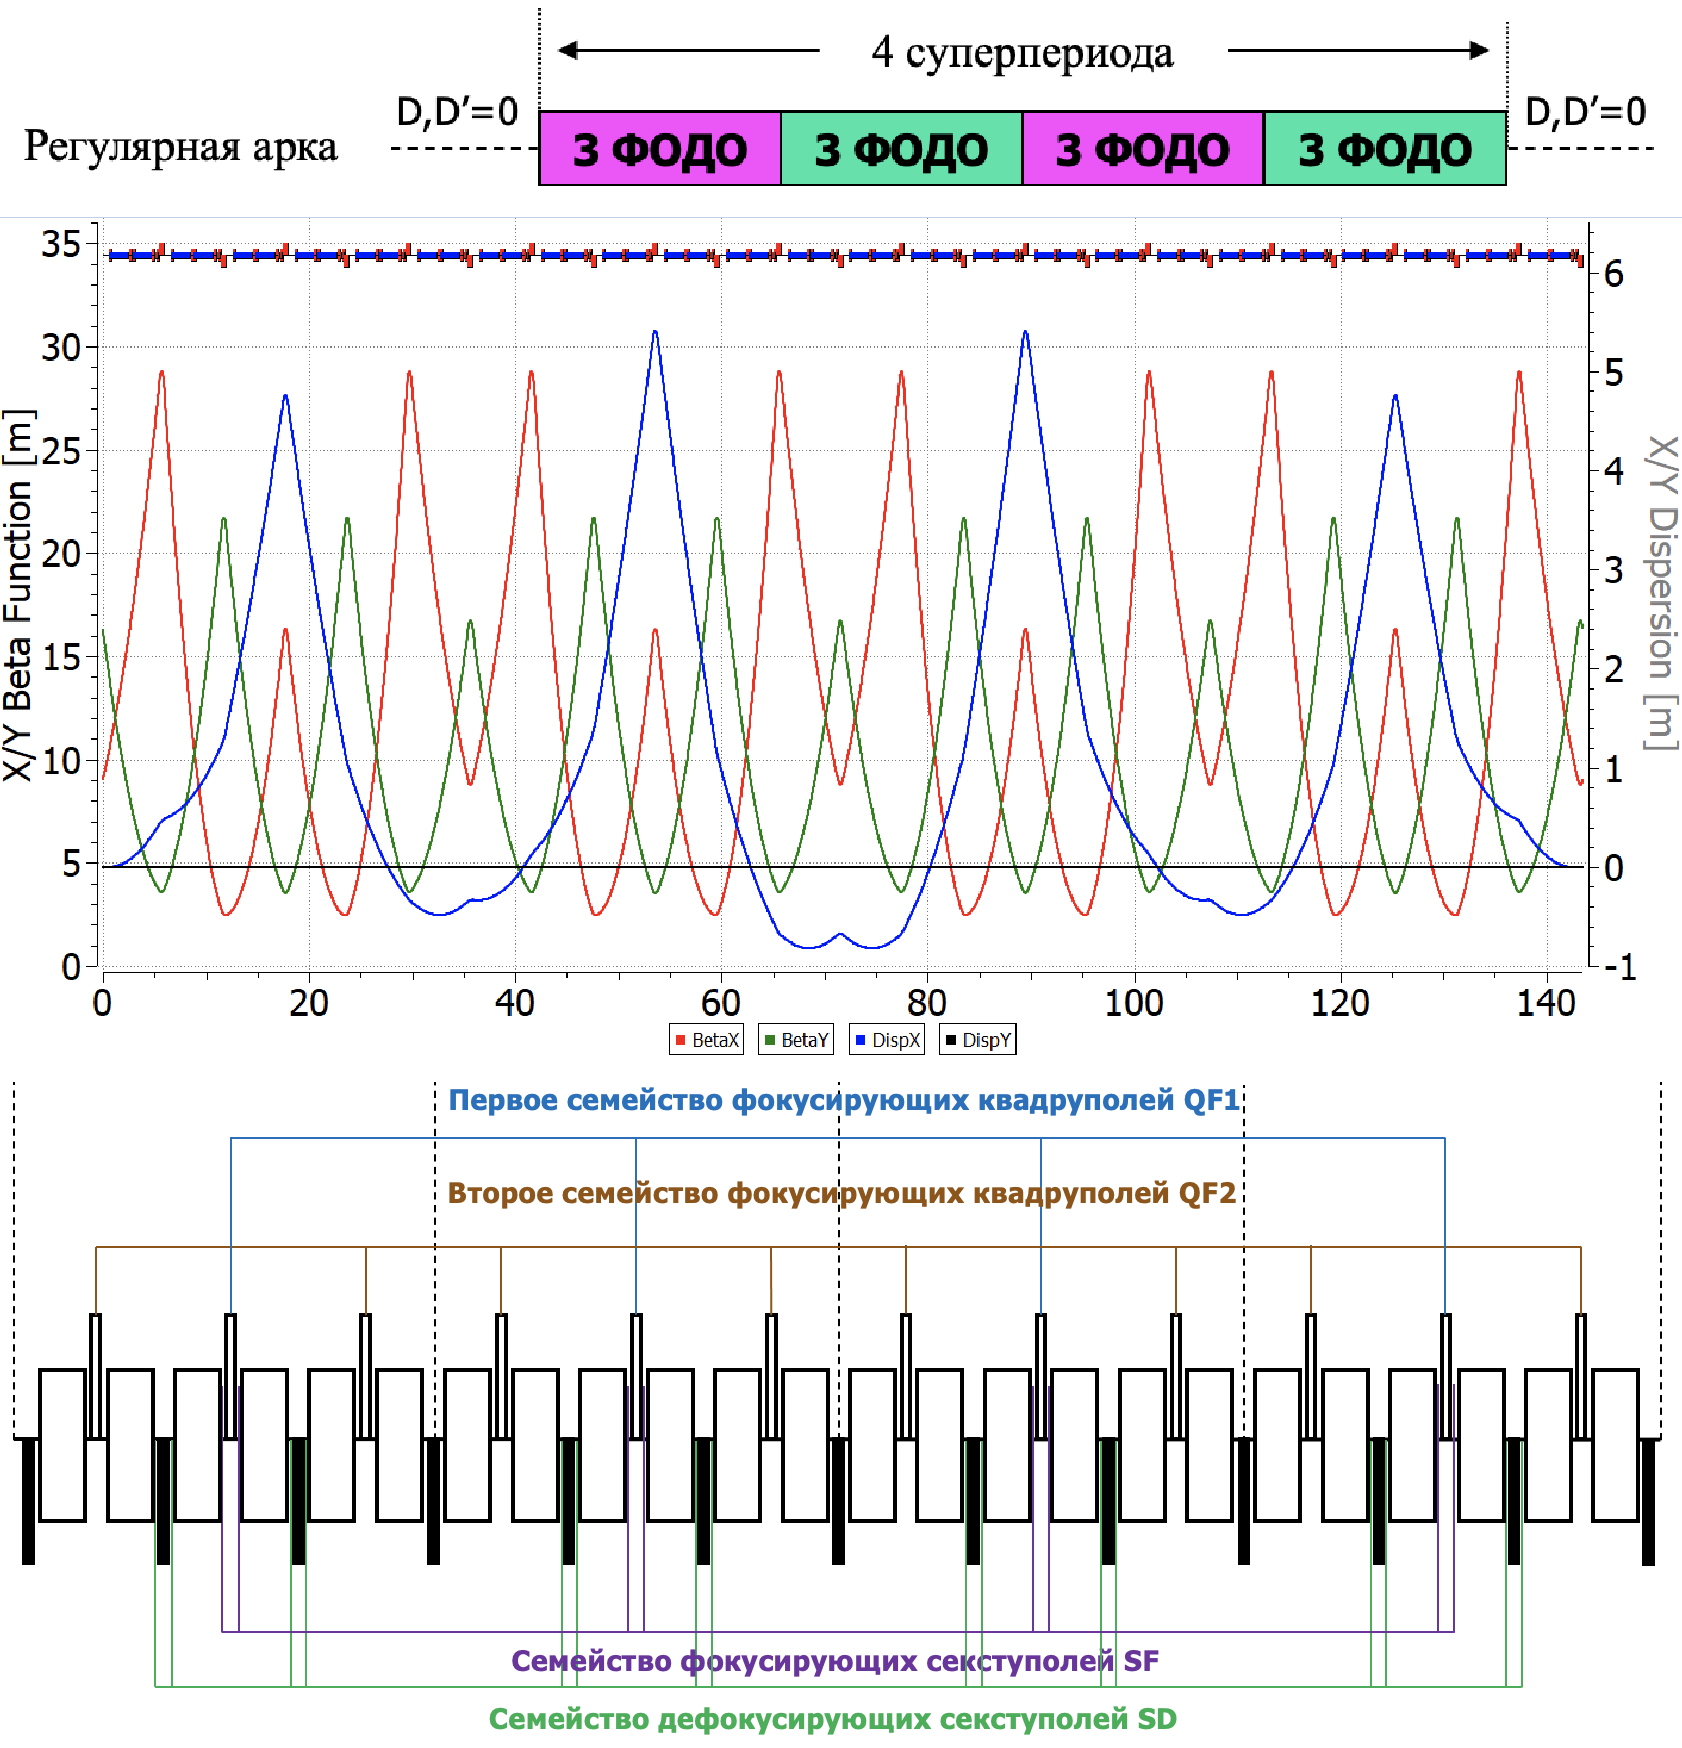 4 суперпериода
D,D’=0
D,D’=0
Регулярная арка
3 ФОДО 3 ФОДО 3 ФОДО 3 ФОДО
35
30
25
20
15
10
5
0
X/Y Beta Function [m]
6
5
4
3
2
1
0
-1
X/Y Dispersion [m]
0 20 40 60 80 100 120 140
BetaX BetaY DispX DispY
Первое семейство фокусирующих квадруполей QF1
Второе семейство фокусирующих квадруполей QF2
Семейство фокусирующих секступолей SF
Семейство дефокусирующих секступолей SD